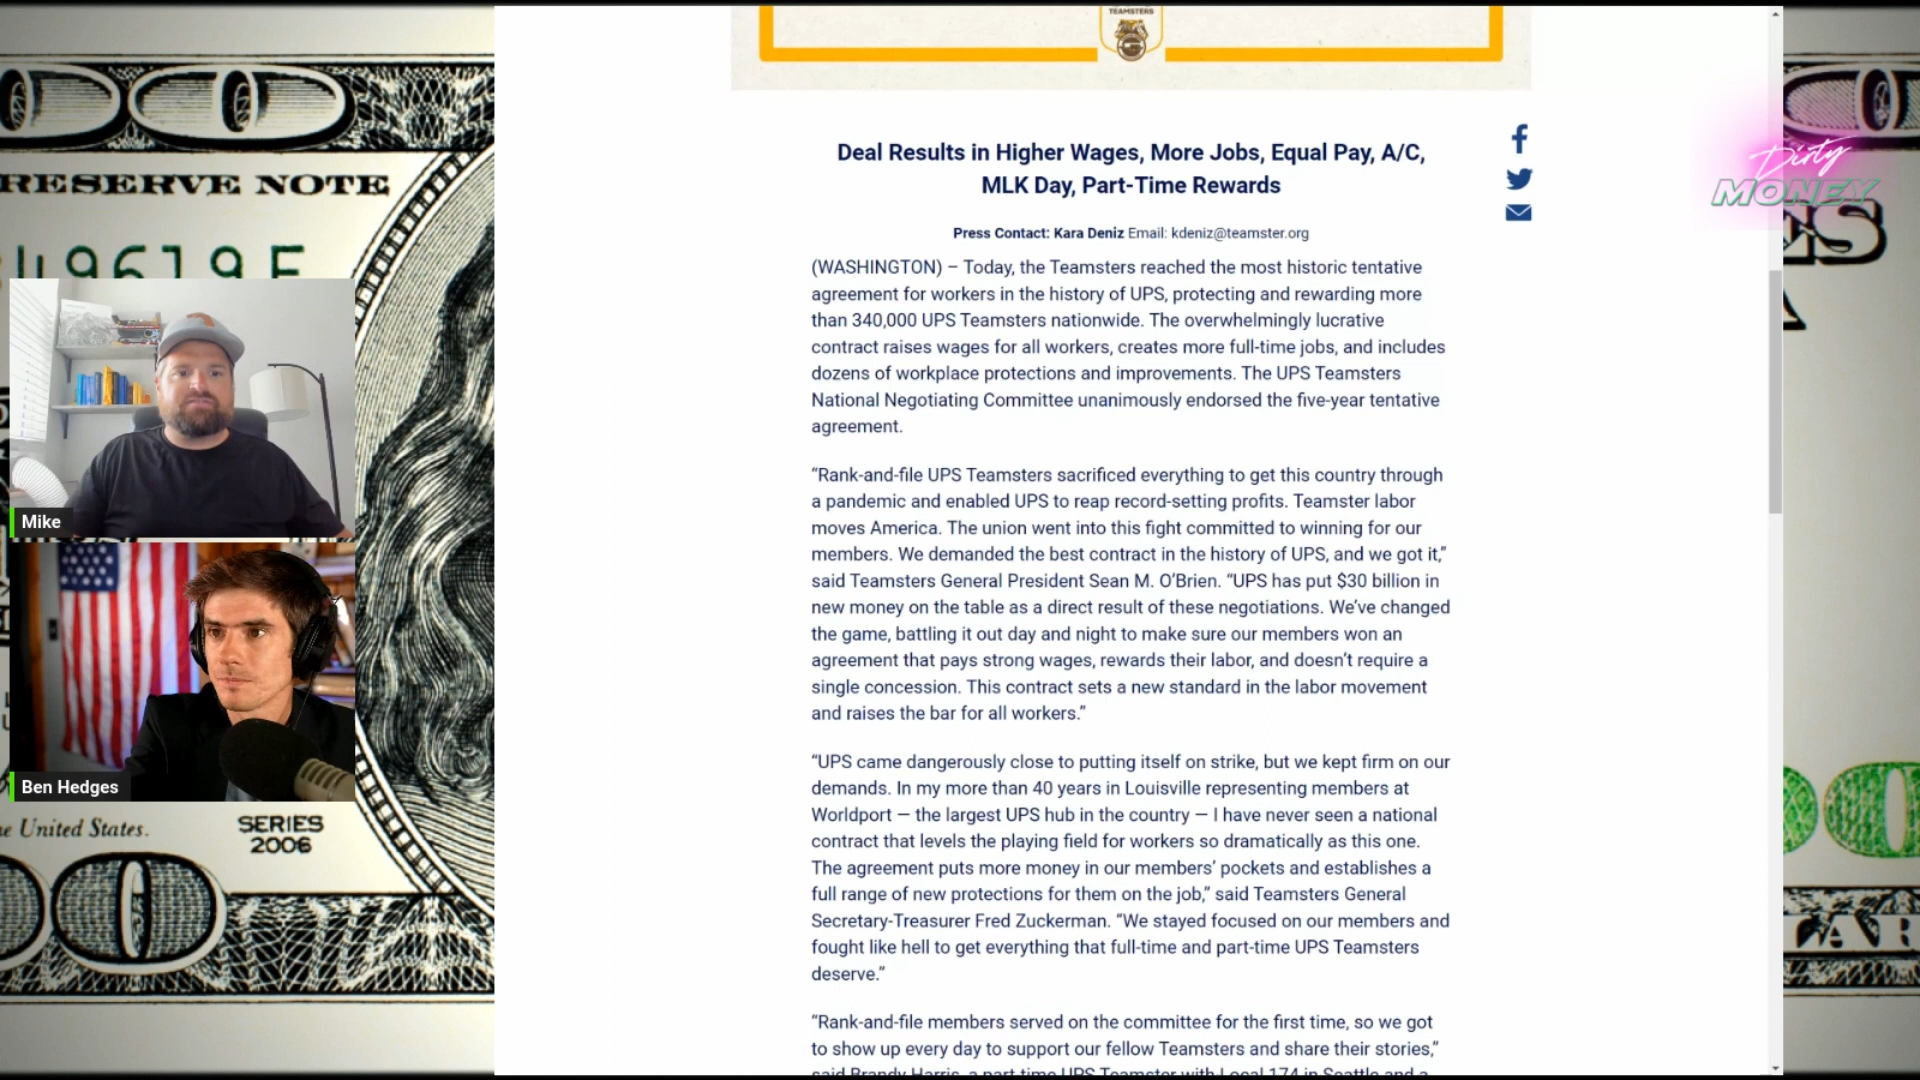 TEAMSTERS
Deal Results in Higher Wages, More Jobs, Equal Pay, A/C,
MLK Day, Part-Time Rewards
Press Contact: Kara Deniz Email: kdeniz@teamster.org
(WASHINGTON) – Today, the Teamsters reached the most historic tentative
agreement for workers in the history of UPS, protecting and rewarding more
than 340,000 UPS Teamsters nationwide. The overwhelmingly lucrative
contract raises wages for all workers, creates more full-time jobs, and includes
dozens of workplace protections and improvements. The UPS Teamsters
National Negotiating Committee unanimously endorsed the five-year tentative
agreement.
“Rank-and-file UPS Teamsters sacrificed everything to get this country through
a pandemic and enabled UPS to reap record-setting profits. Teamster labor
moves America. The union went into this fight committed to winning for our
members. We demanded the best contract in the history of UPS, and we got it,”
said Teamsters General President Sean M. O’Brien. “UPS has put $30 billion in
new money on the table as a direct result of these negotiations. We’ve changed
the game, battling it out day and night to make sure our members won an
agreement that pays strong wages, rewards their labor, and doesn’t require a
single concession. This contract sets a new standard in the labor movement
and raises the bar for all workers.”
“UPS came dangerously close to putting itself on strike, but we kept firm on our
demands. In my more than 40 years in Louisville representing members at
Worldport — the largest UPS hub in the country — I have never seen a national
contract that levels the playing field for workers so dramatically as this one.
The agreement puts more money in our members’ pockets and establishes a
full range of new protections for them on the job,” said Teamsters General
Secretary-Treasurer Fred Zuckerman. “We stayed focused on our members and
fought like hell to get everything that full-time and part-time UPS Teamsters
deserve.”
“Rank-and-file members served on the committee for the first time, so we got
to show up every day to support our fellow Teamsters and share their stories,”
said Brandy Harris, a part-time UPS Teamster with Local 174 in Seattle and a
Dirty
MONEY
RESERVE NOTE
49619F
Mike
Ben Hedges
United States.
SERIES
2006